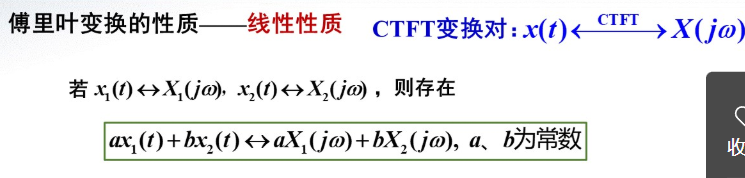 傅里叶变换的性质——线性性质 CTFT变换对：x(t) ⟷CTFT X(jω)
若 x₁(t)↔X₁(jω), x₂(t)↔X₂(jω)，则存在
ax₁(t)+bx₂(t)↔aX₁(jω)+bX₂(jω), a、b为常数
收